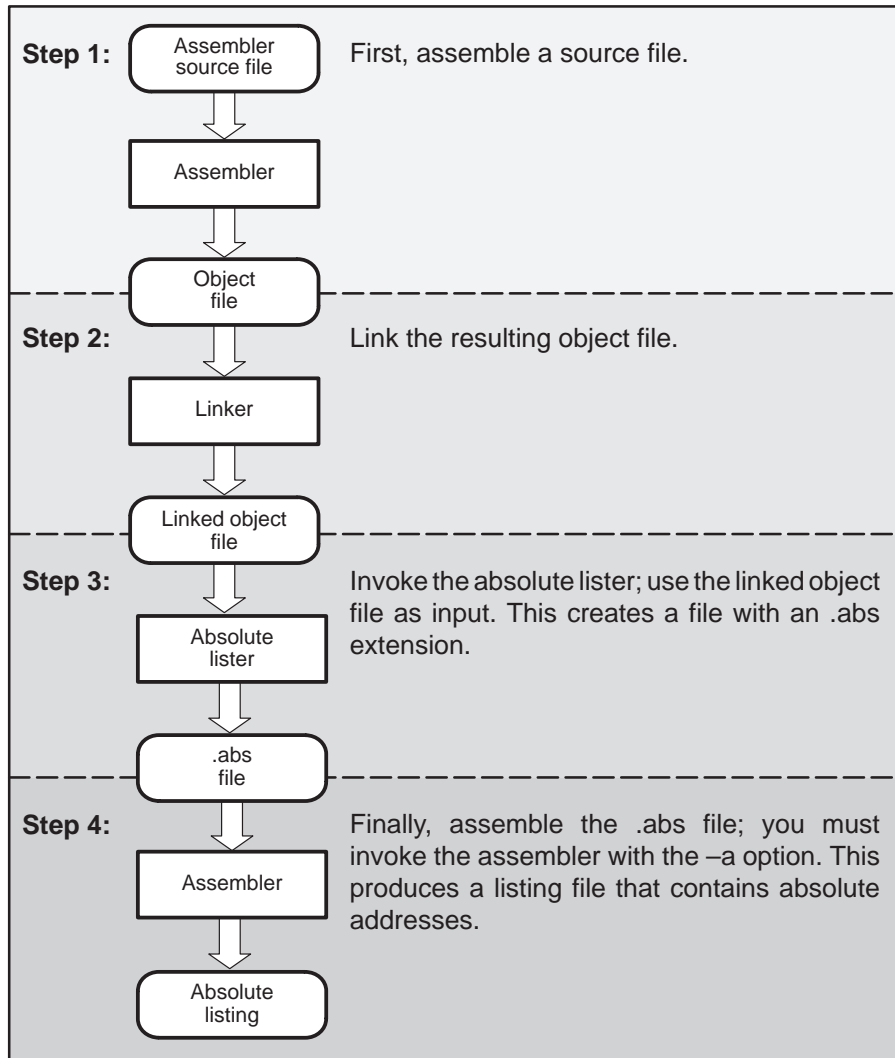 Step 1:
Assembler
source file
First, assemble a source file.
Assembler
Object
file
Step 2:
Link the resulting object file.
Linker
Linked object
file
Step 3:
Invoke the absolute lister; use the linked object
file as input. This creates a file with an .abs
extension.
Absolute
lister
.abs
file
Step 4:
Finally, assemble the .abs file; you must
invoke the assembler with the –a option. This
produces a listing file that contains absolute
addresses.
Assembler
Absolute
listing